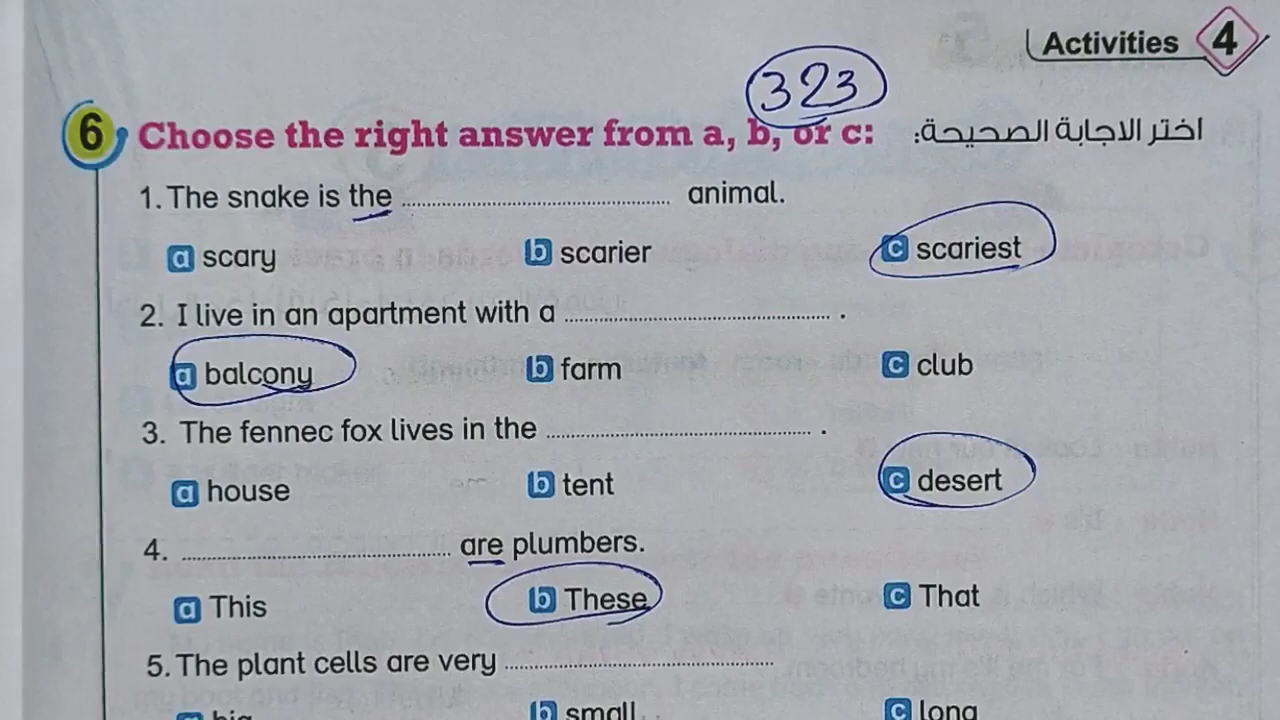 Activities 4
323
6 Choose the right answer from a, b, or c: اختر الاجابة الصحيحة:
1. The snake is the ........................ animal.
a scary b scarier c scariest
2. I live in an apartment with a ........................ .
a balcony b farm c club
3. The fennec fox lives in the ........................ .
a house b tent c desert
4. ........................ are plumbers.
a This b These c That
5. The plant cells are very ........................
big b small c long